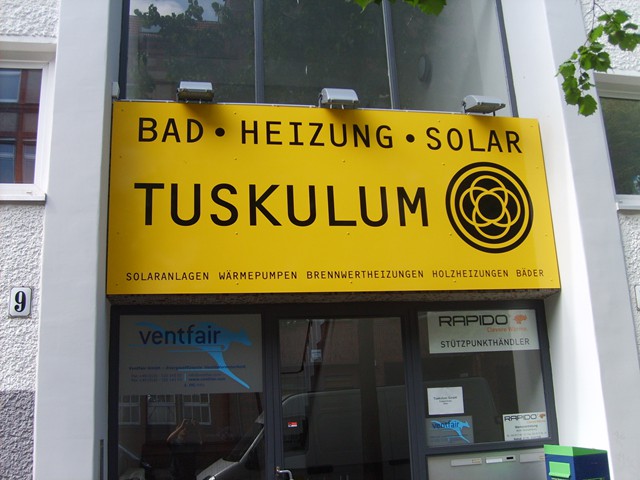 BAD • HEIZUNG • SOLAR
TUSKULUM
SOLARANLAGEN WÄRMEPUMPEN BRENNWERTHEIZUNGEN HOLZHEIZUNGEN BÄDER
9
ventfair
RAPIDO
STÜTZPUNKTHÄNDLER
ventfair
RAPIDO